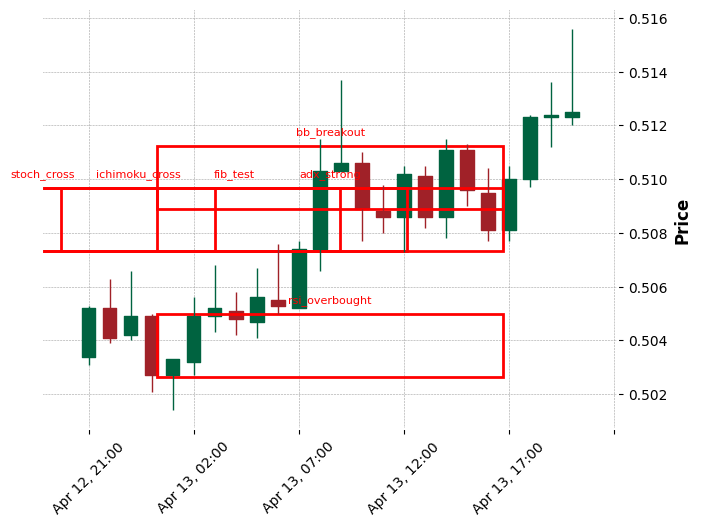 0.516
0.514
bb_breakout
0.512
stoch_cross ichimoku_cross fib_test adx_strong
0.510
Price
0.508
0.506
rsi_overbought
0.504
0.502
Apr 12, 21:00 Apr 13, 02:00 Apr 13, 07:00 Apr 13, 12:00 Apr 13, 17:00